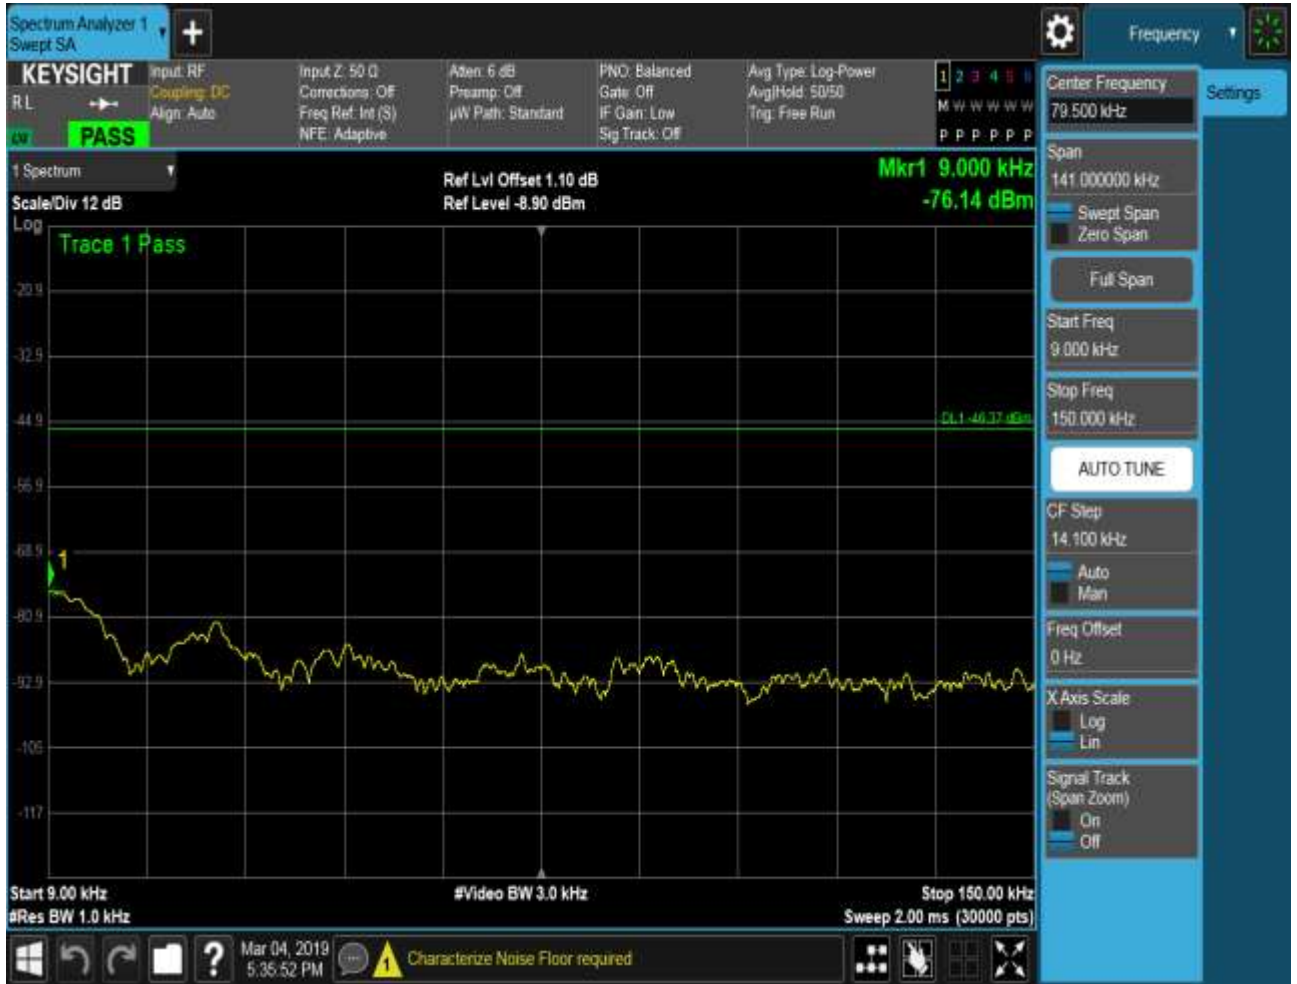 Spectrum Analyzer 1
Swept SA
Frequency
KEYSIGHT
R L
PASS
Input: RF
Coupling: DC
Align: Auto
Input Z: 50 Ω
Corrections: Off
Freq Ref: Int (S)
NFE: Adaptive
Atten: 6 dB
Preamp: Off
µW Path: Standard
PNO: Balanced
Gate: Off
IF Gain: Low
Sig Track: Off
Avg Type: Log-Power
Avg|Hold: 50/50
Trig: Free Run
1 2 3 4 5 6
M W W W W W
P P P P P P
1 Spectrum
Scale/Div 12 dB
Ref Lvl Offset 1.10 dB
Ref Level -8.90 dBm
Mkr1 9.000 kHz
-76.14 dBm
Log
Trace 1 Pass
-20.9
-32.9
-44.9
DL1 -46.37 dBm
-56.9
-68.9
1
-80.9
-92.9
-105
-117
Start 9.00 kHz
#Video BW 3.0 kHz
Stop 150.00 kHz
#Res BW 1.0 kHz
Sweep 2.00 ms (30000 pts)
Mar 04, 2019
5:35:52 PM
?
1
Characterize Noise Floor required
Center Frequency
79.500 kHz
Settings
Span
141.000000 kHz
Swept Span
Zero Span
Full Span
Start Freq
9.000 kHz
Stop Freq
150.000 kHz
AUTO TUNE
CF Step
14.100 kHz
Auto
Man
Freq Offset
0 Hz
X Axis Scale
Log
Lin
Signal Track
(Span Zoom)
On
Off